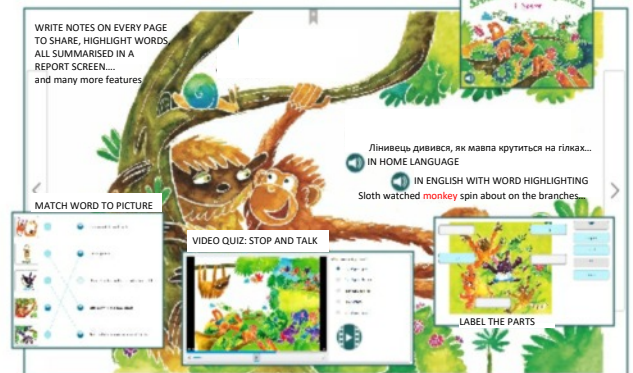 WRITE NOTES ON EVERY PAGE
TO SHARE, HIGHLIGHT WORDS,
ALL SUMMARISED IN A
REPORT SCREEN....
and many more features
Лінивець дивився, як мавпа крутиться на гілках...
IN HOME LANGUAGE
IN ENGLISH WITH WORD HIGHLIGHTING
Sloth watched monkey spin about on the branches...
MATCH WORD TO PICTURE
VIDEO QUIZ: STOP AND TALK
LABEL THE PARTS